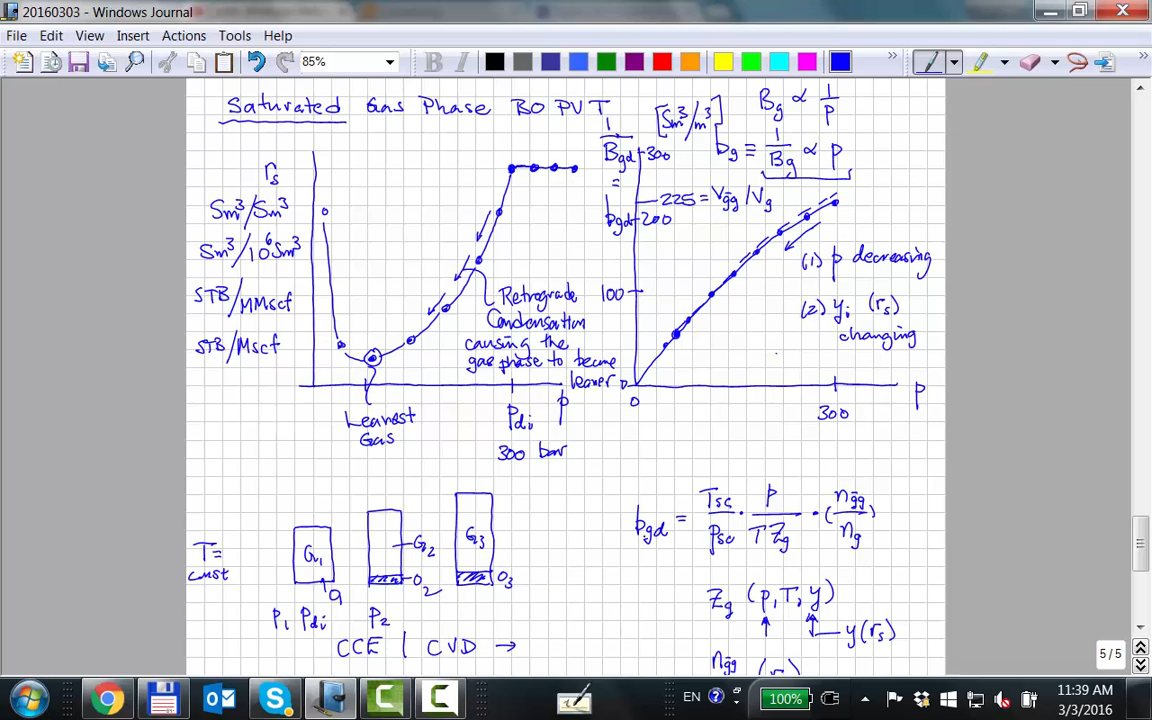 20160303 - Windows Journal
File Edit View Insert Actions Tools Help
85%
Saturated Gas Phase BO PVT
rs
Sm³/Sm³
Sm³/10⁶Sm³
STB/MMscf
STB/Mscf
Retrograde
Condensation
causing the
gas phase to become
leaner
Leanest
Gas
Pdi
300 bar
p
1/Bgd
=
bgd
[Sm³/m³]
Bg ∝ 1/p
bg ≡ 1/Bg ∝ p
300
225 = Vḡg/Vg
200
100
0
0
300
p
(1) p decreasing
(2) yi (rs)
changing
T=
const
G1
G2
O2
G3
O3
P1 Pdi
P2
CCE | CVD →
bgd = Tsc/psc · p/TZg · (nḡg/ng)
Zg (p, T, y)
y(rs)
nḡg
5/5
EN
100%
11:39 AM
3/3/2016